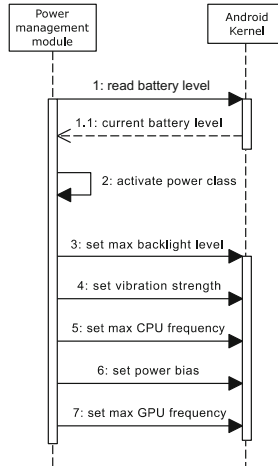 Power
management
module
Android
Kernel
1: read battery level
1.1: current battery level
2: activate power class
3: set max backlight level
4: set vibration strength
5: set max CPU frequency
6: set power bias
7: set max GPU frequency